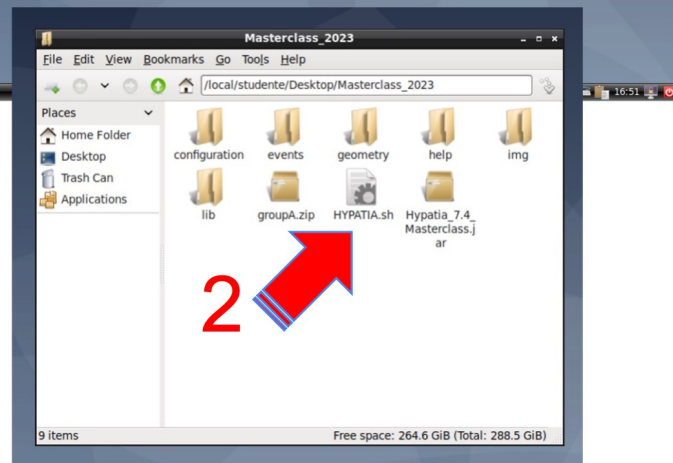 Masterclass_2023
File Edit View Bookmarks Go Tools Help
/local/studente/Desktop/Masterclass_2023
16:51
Places
Home Folder
Desktop
Trash Can
Applications
configuration events geometry help img
lib groupA.zip HYPATIA.sh Hypatia_7.4_
Masterclass.j
ar
2
9 items Free space: 264.6 GiB (Total: 288.5 GiB)